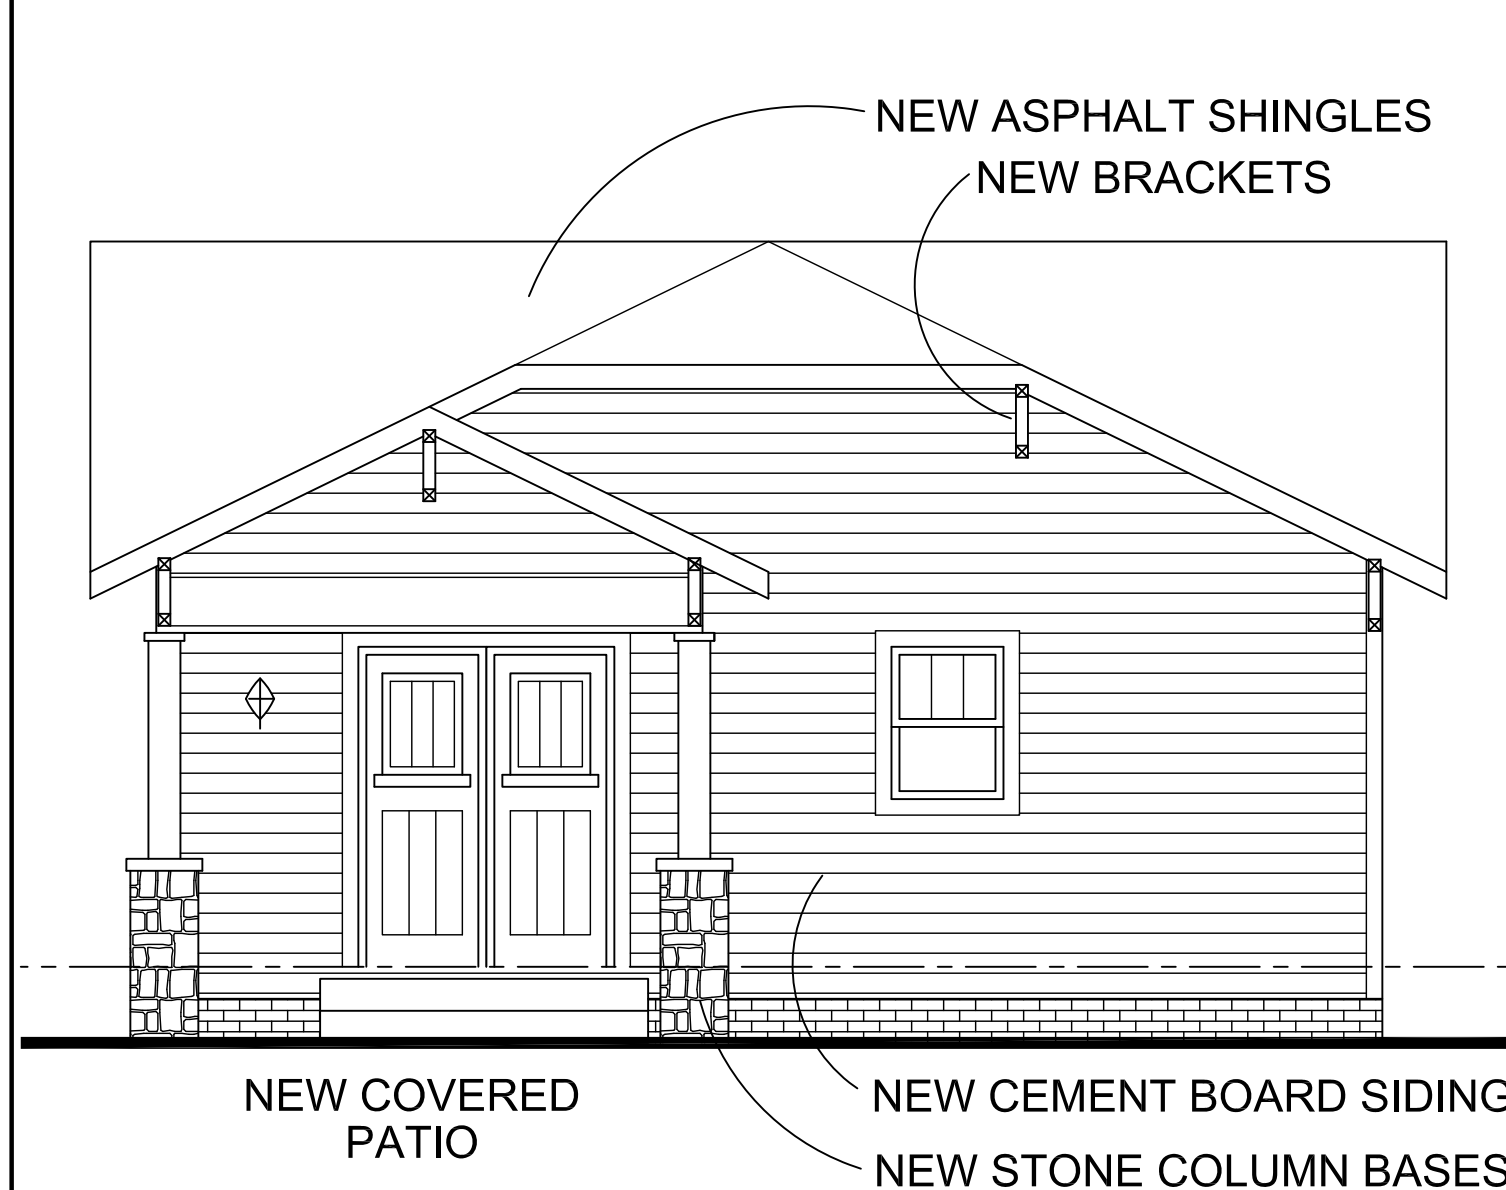 NEW ASPHALT SHINGLES
NEW BRACKETS
NEW COVERED
PATIO
NEW CEMENT BOARD SIDING
NEW STONE COLUMN BASES